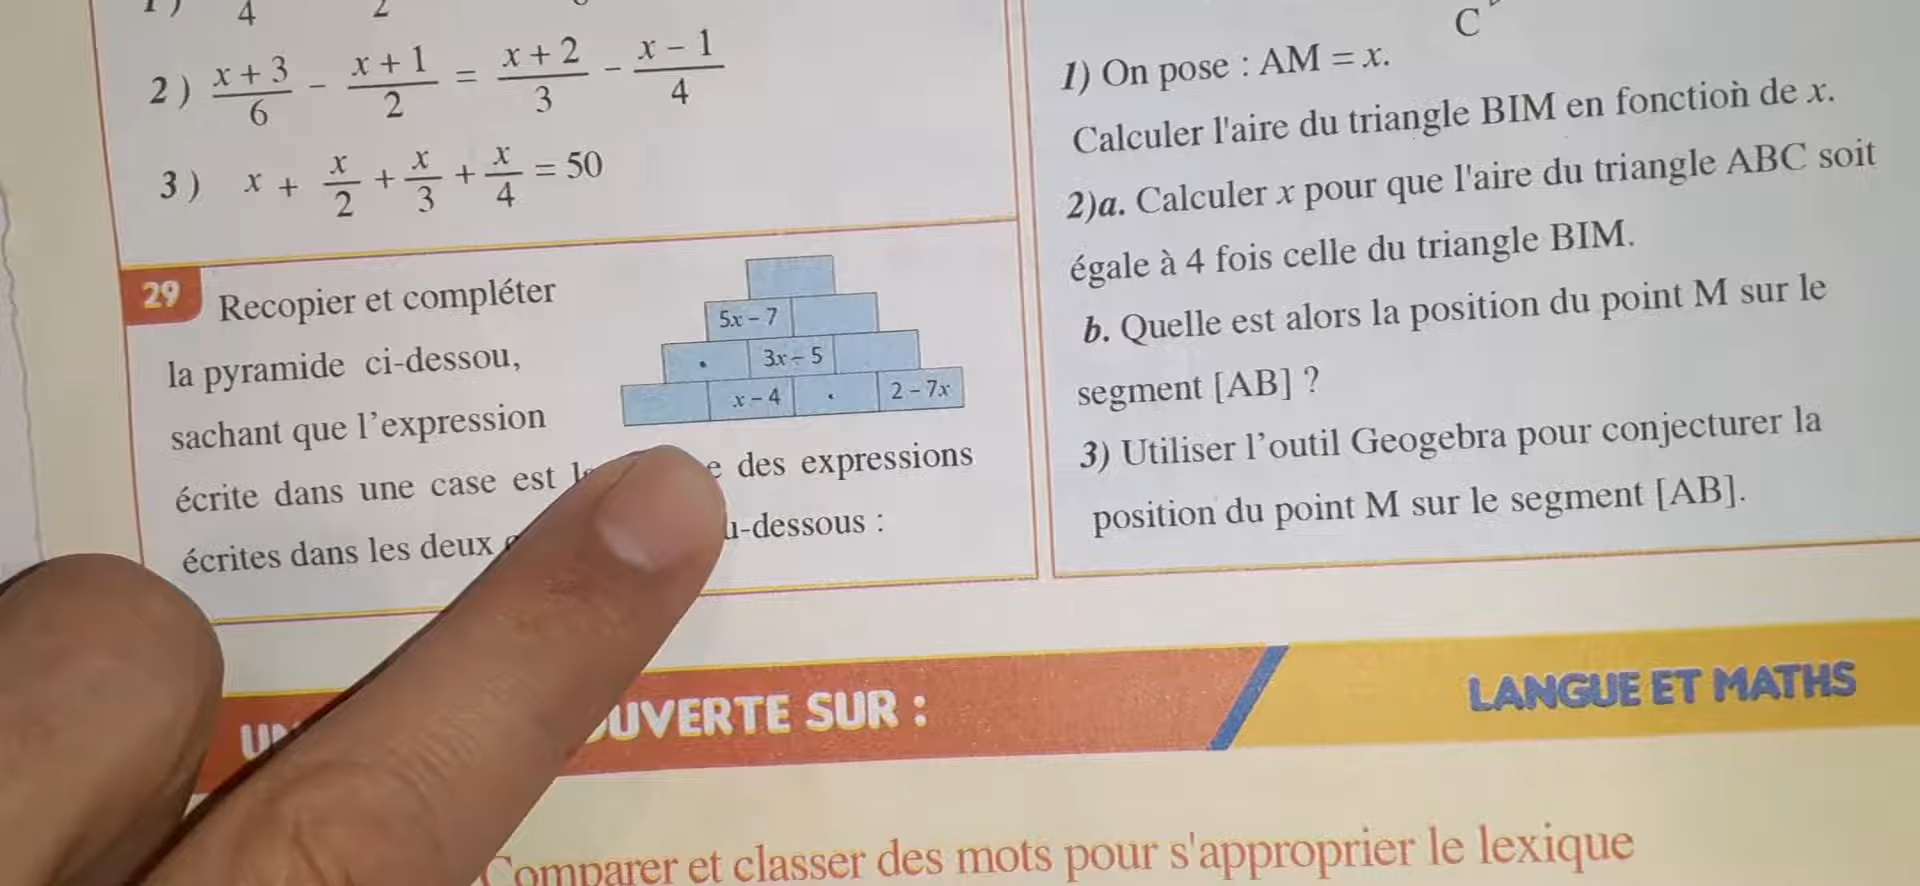 4
2
2) x + 3/6 - x + 1/2 = x + 2/3 - x - 1/4
3) x + x/2 + x/3 + x/4 = 50
29 Recopier et compléter
la pyramide ci-dessou,
sachant que l'expression
écrite dans une case est des expressions
écrites dans les deux u-dessous :
5x - 7
3x - 5
x - 4
2 - 7x
C
1) On pose : AM = x.
Calculer l'aire du triangle BIM en fonction de x.
2)a. Calculer x pour que l'aire du triangle ABC soit
égale à 4 fois celle du triangle BIM.
b. Quelle est alors la position du point M sur le
segment [AB] ?
3) Utiliser l'outil Geogebra pour conjecturer la
position du point M sur le segment [AB].
UVERTE SUR :
LANGUE ET MATHS
Comparer et classer des mots pour s'approprier le lexique